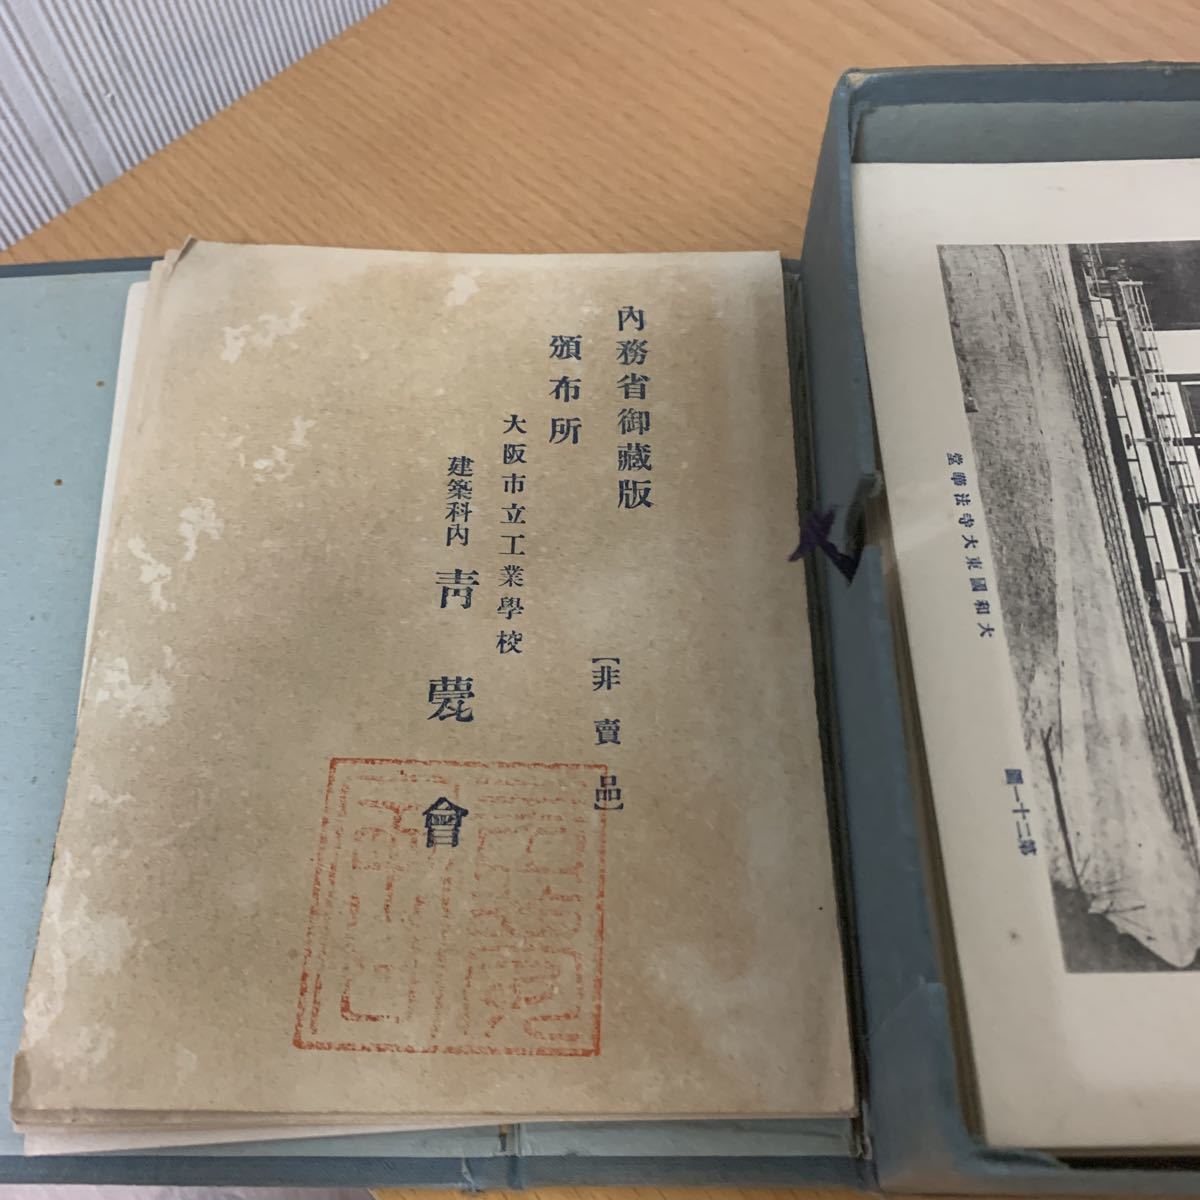 內務省御藏版
【非賣品】
頒布所
大阪市立工業學校
建築科內
靑甍會
大和國東大寺法華堂
第二十一圖